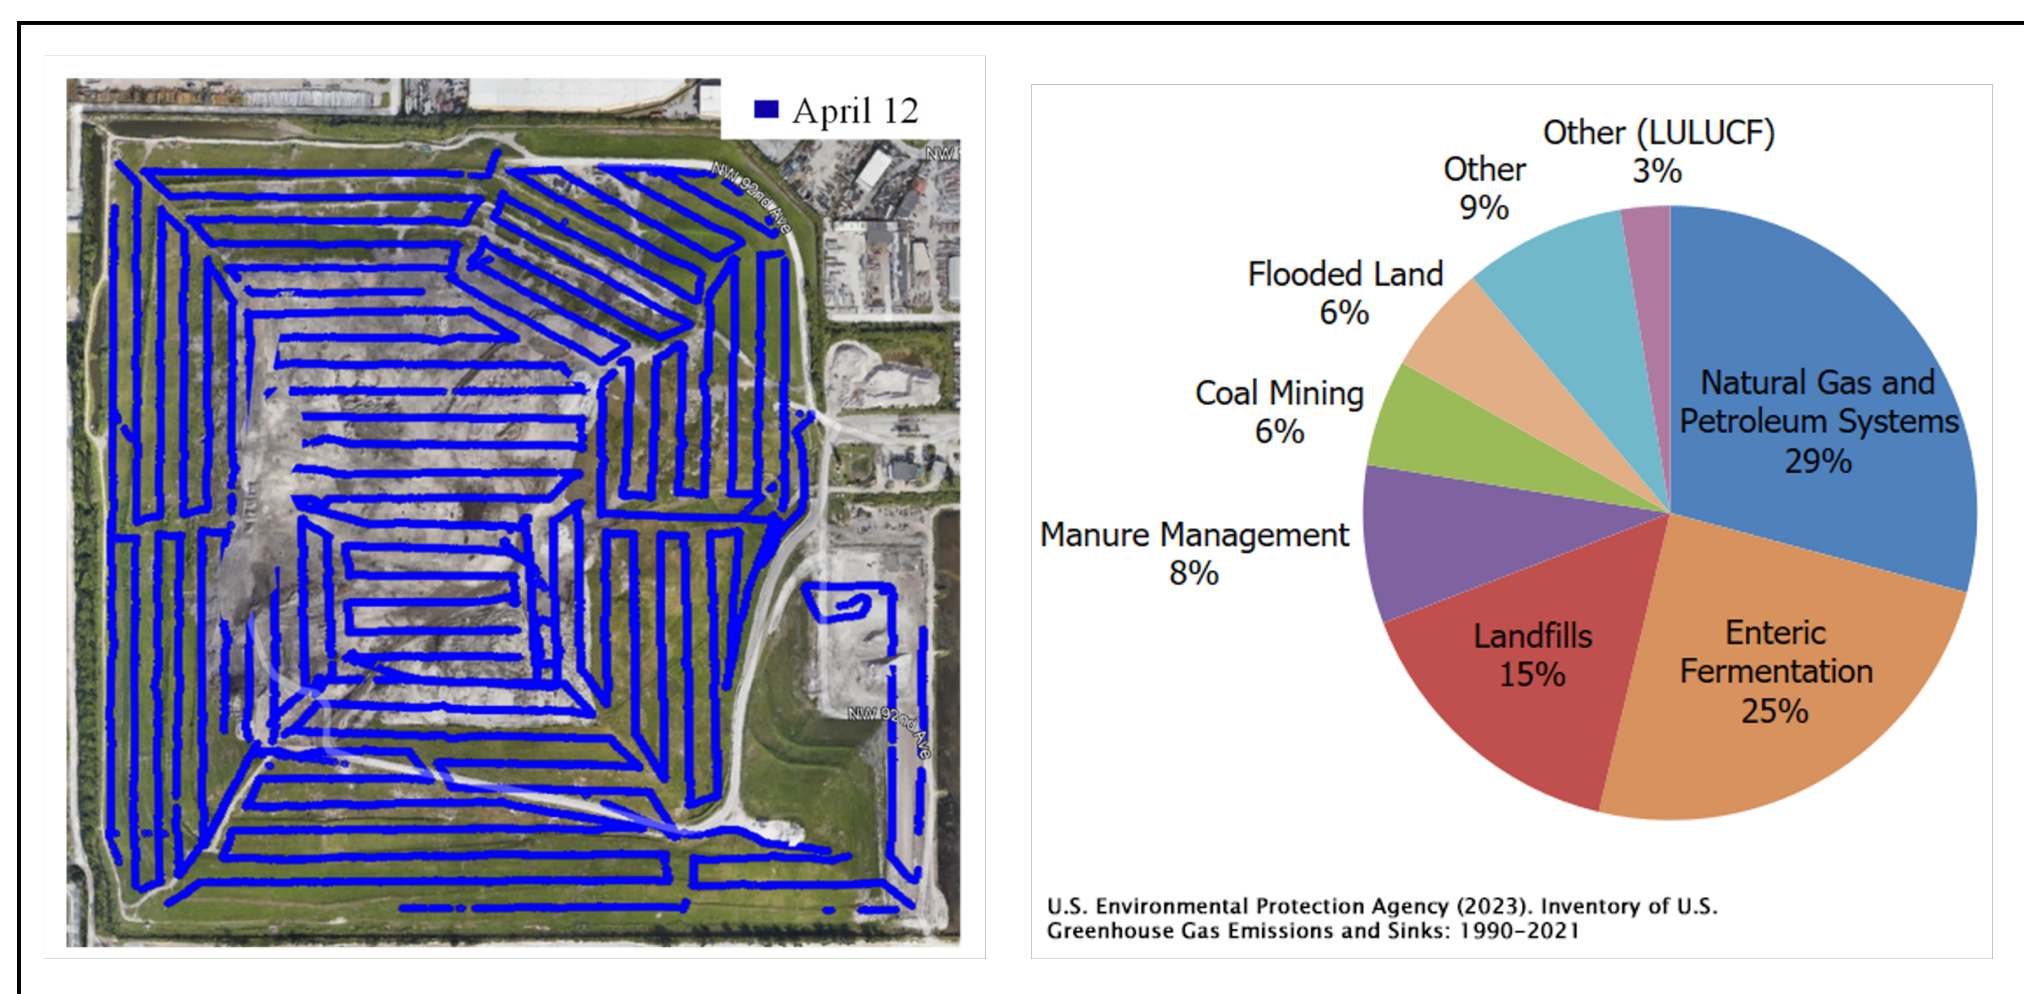 April 12
NW
NW 92nd Ave
NW 92nd Ave
Other (LULUCF)
3%
Other
9%
Flooded Land
6%
Coal Mining
6%
Manure Management
8%
Natural Gas and
Petroleum Systems
29%
Landfills
15%
Enteric
Fermentation
25%
U.S. Environmental Protection Agency (2023). Inventory of U.S.
Greenhouse Gas Emissions and Sinks: 1990–2021